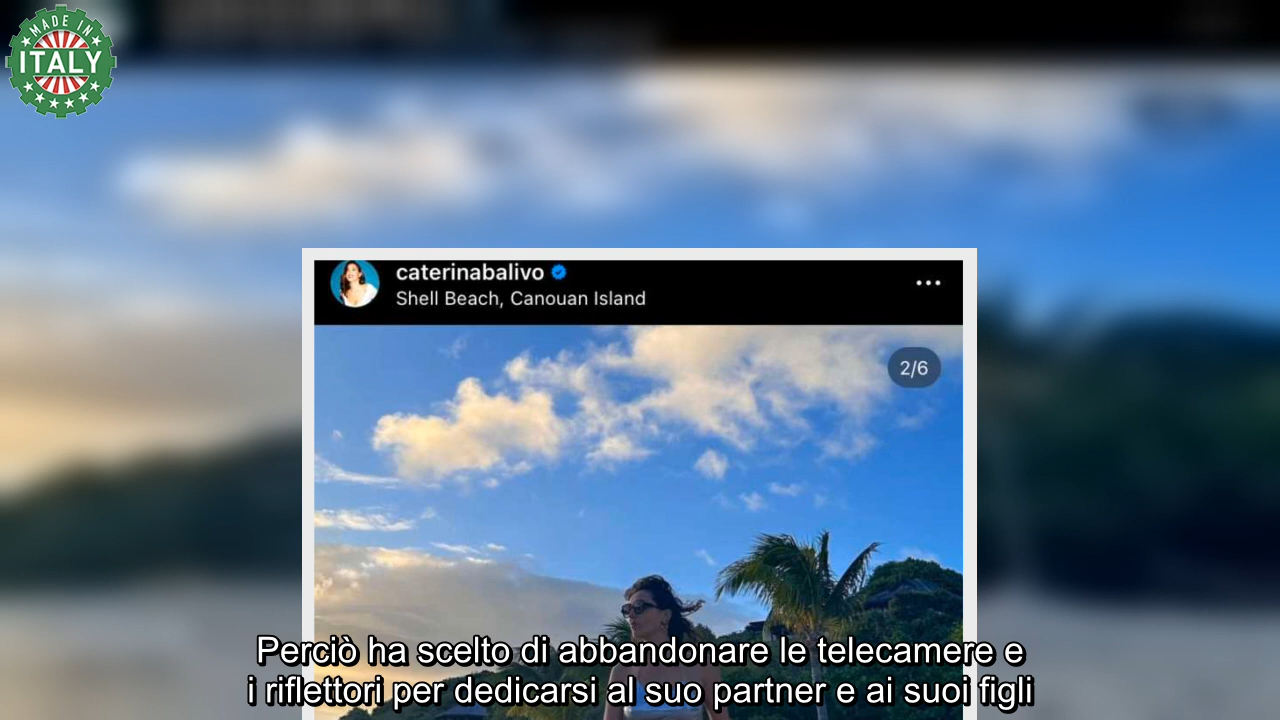 MADE IN
ITALY
caterinabalivo
Shell Beach, Canouan Island
2/6
Perciò ha scelto di abbandonare le telecamere e
i riflettori per dedicarsi al suo partner e ai suoi figli